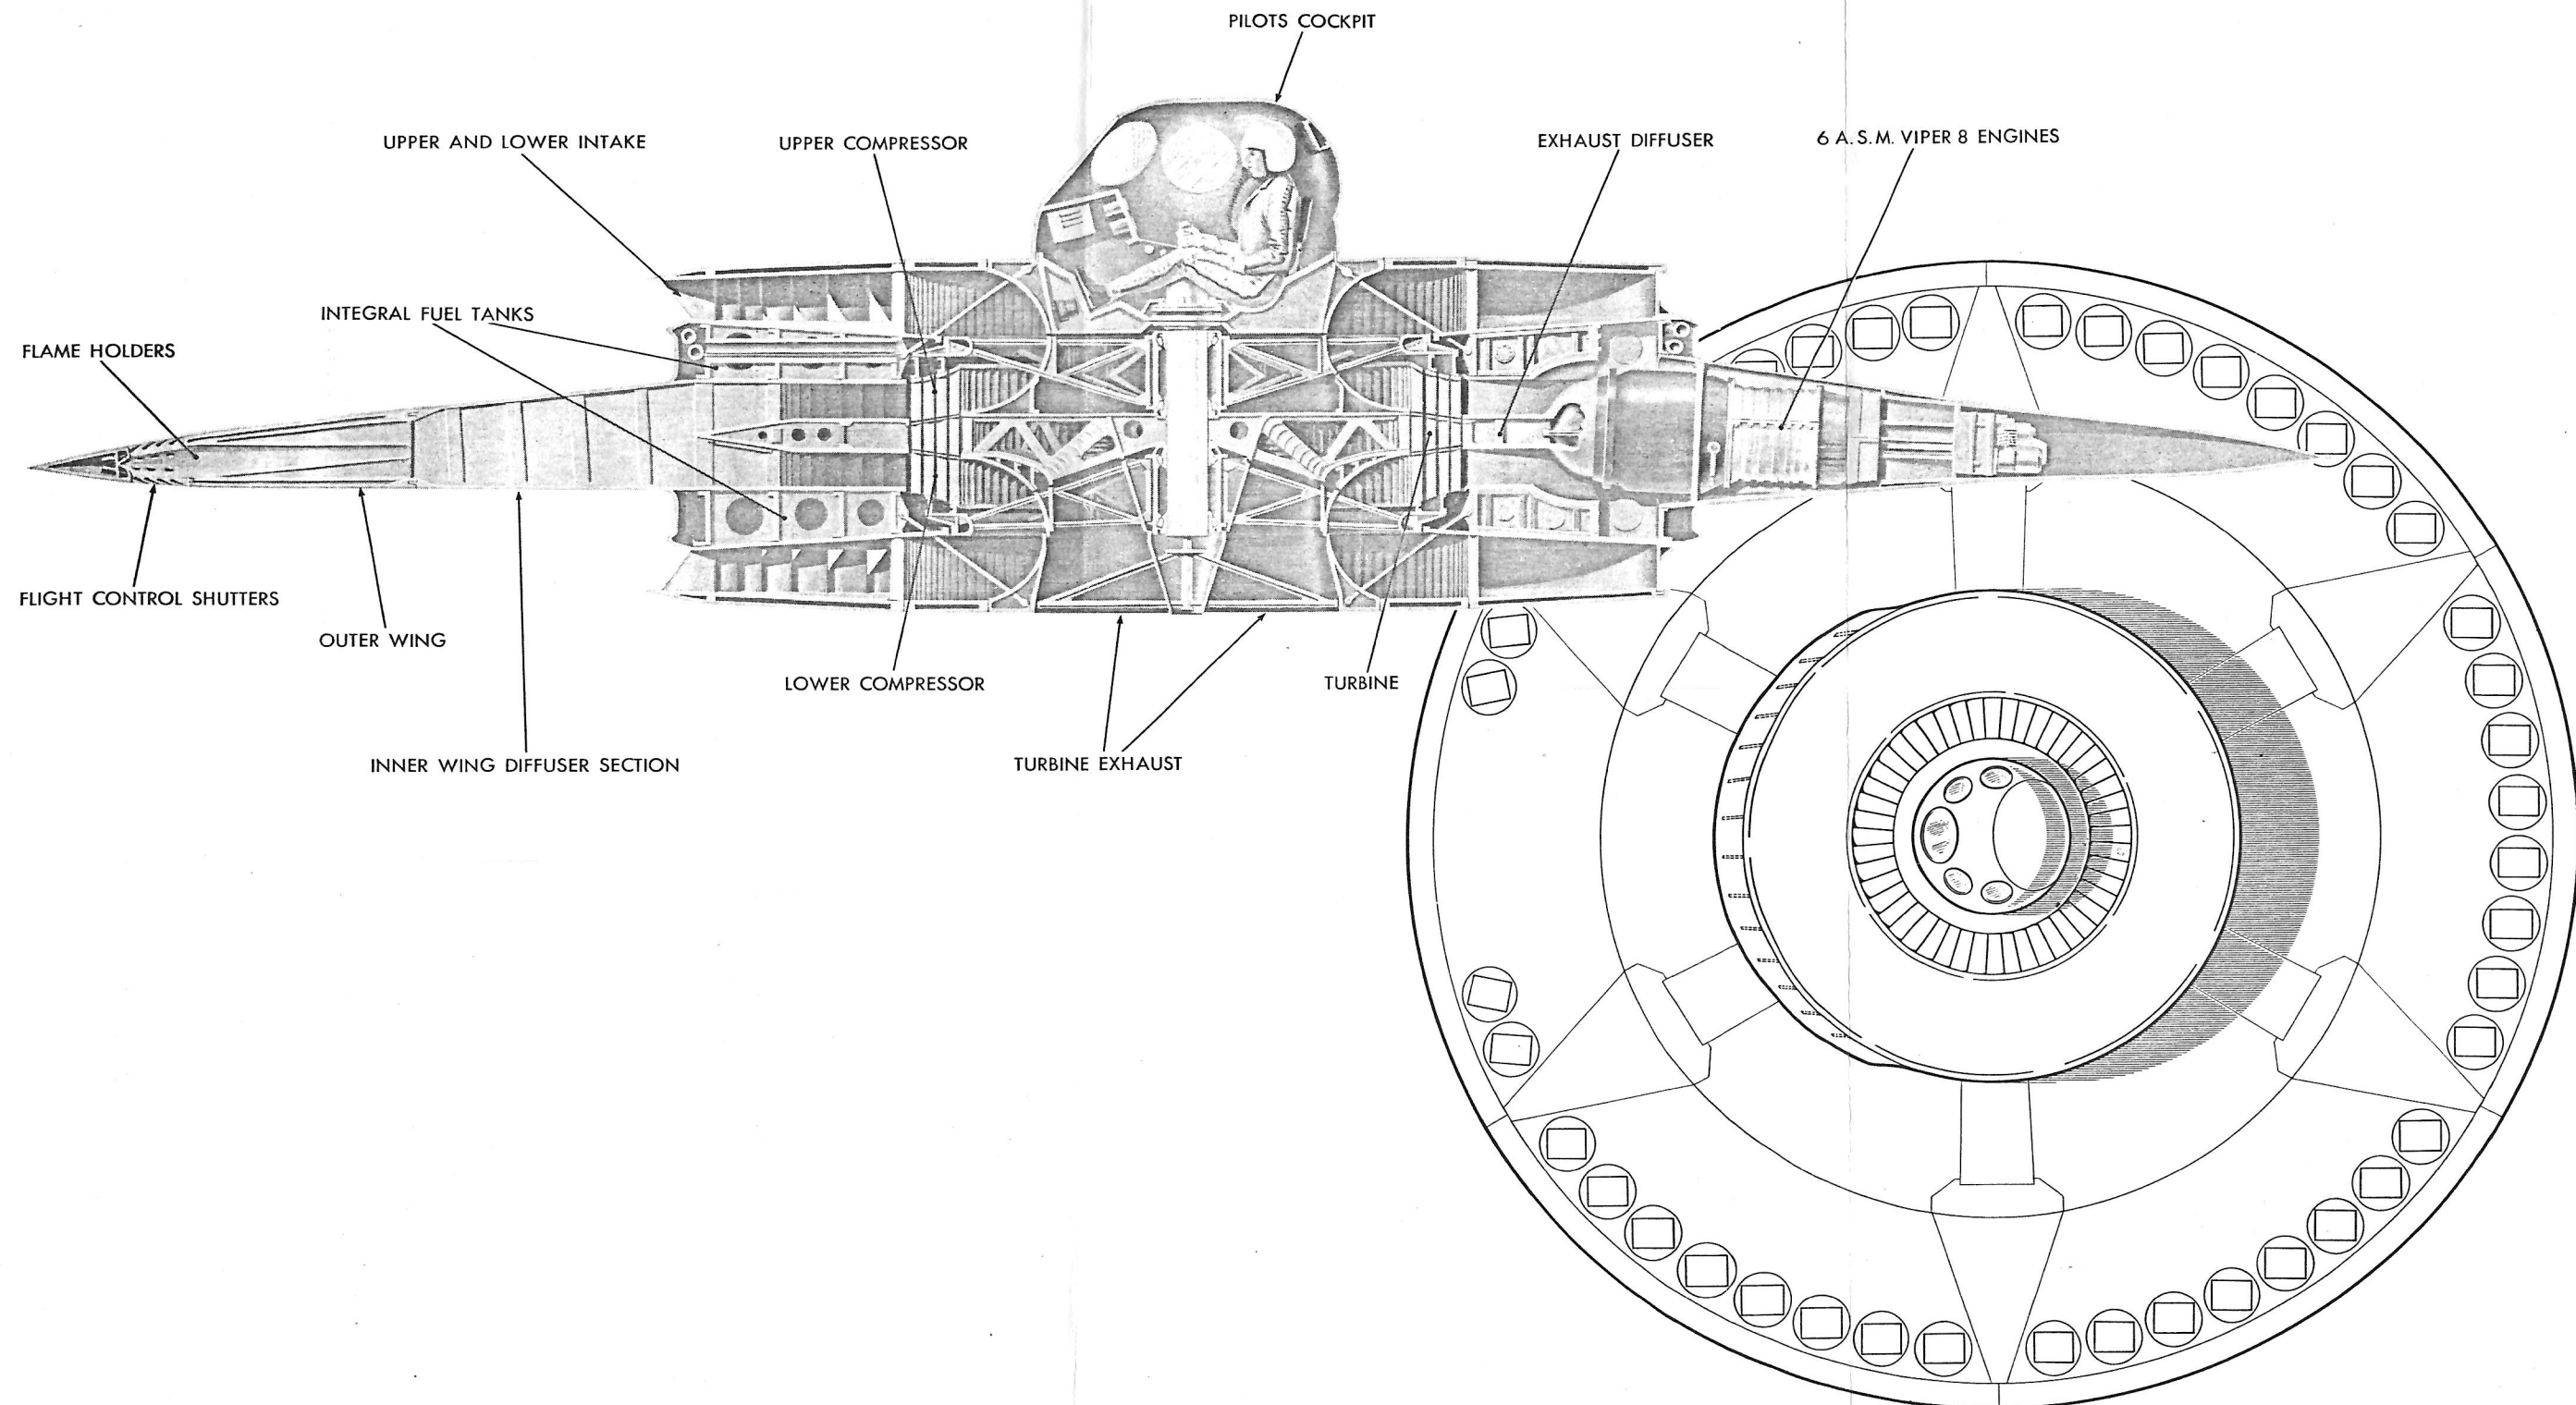 PILOTS COCKPIT
UPPER AND LOWER INTAKE
UPPER COMPRESSOR
EXHAUST DIFFUSER
6 A.S.M. VIPER 8 ENGINES
INTEGRAL FUEL TANKS
FLAME HOLDERS
FLIGHT CONTROL SHUTTERS
OUTER WING
LOWER COMPRESSOR
TURBINE
INNER WING DIFFUSER SECTION
TURBINE EXHAUST